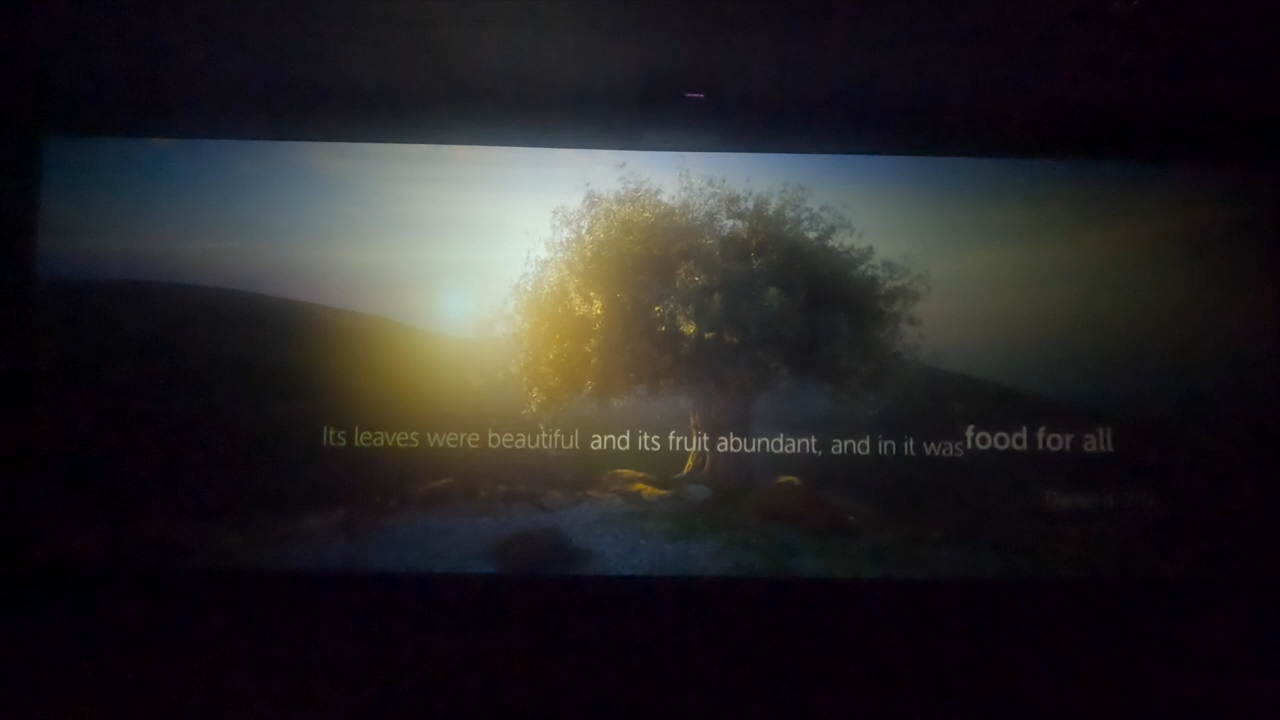 Its leaves were beautiful and its fruit abundant, and in it was food for all